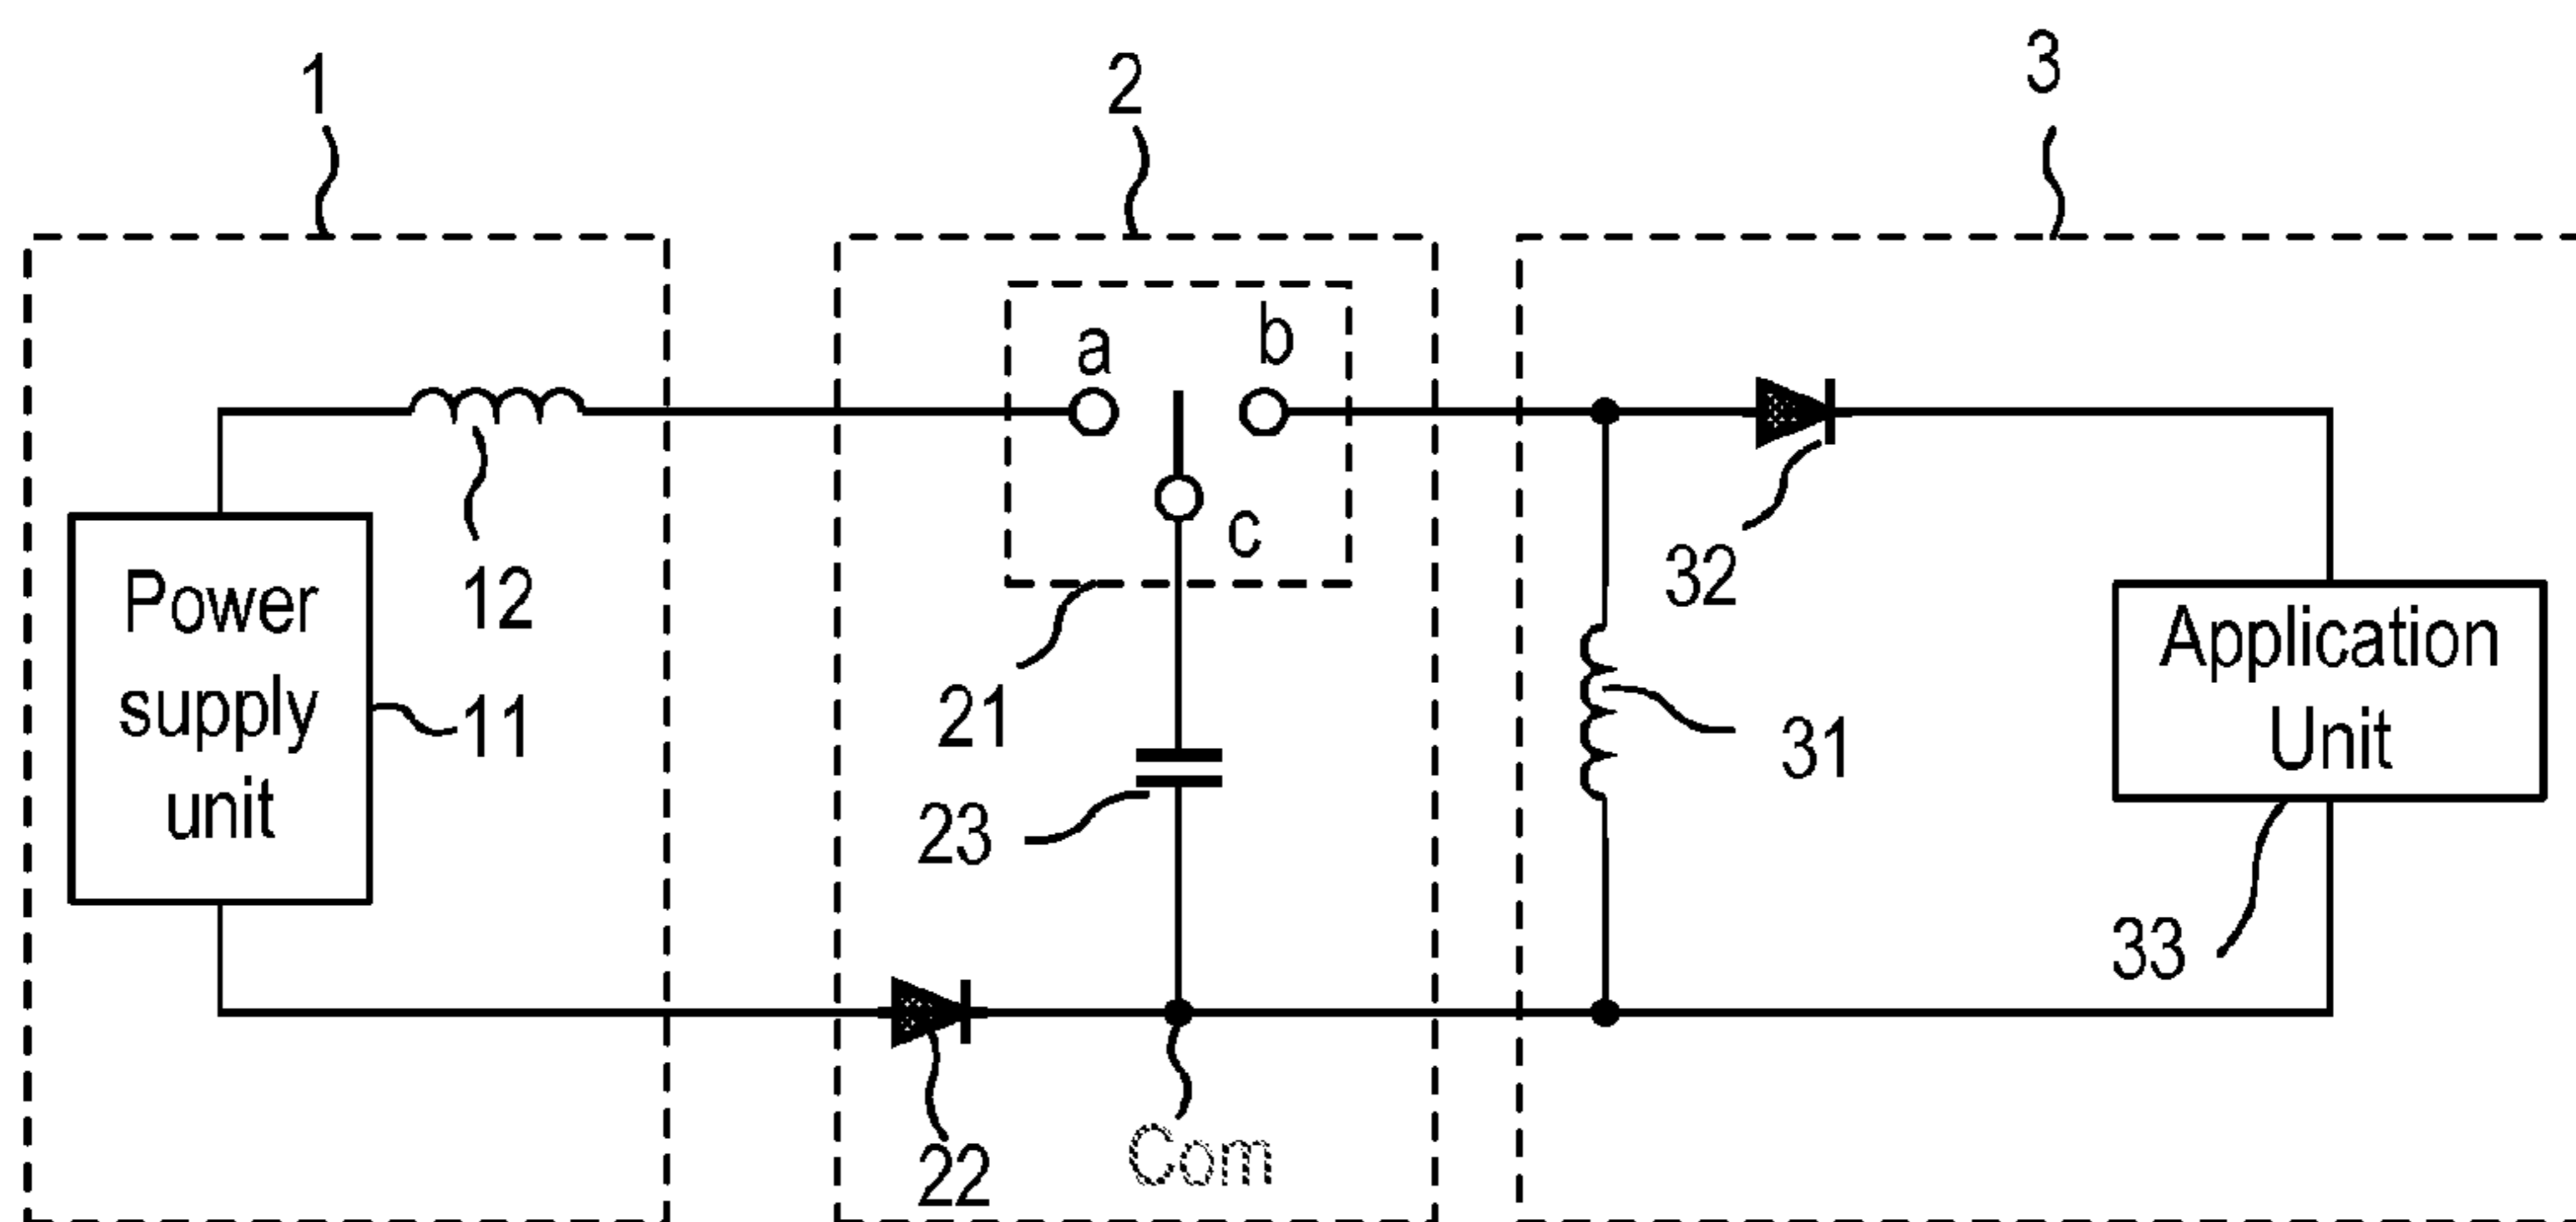 1
2
3
a
b
c
12
Power
supply
unit
11
21
23
22
Com
32
31
Application
Unit
33